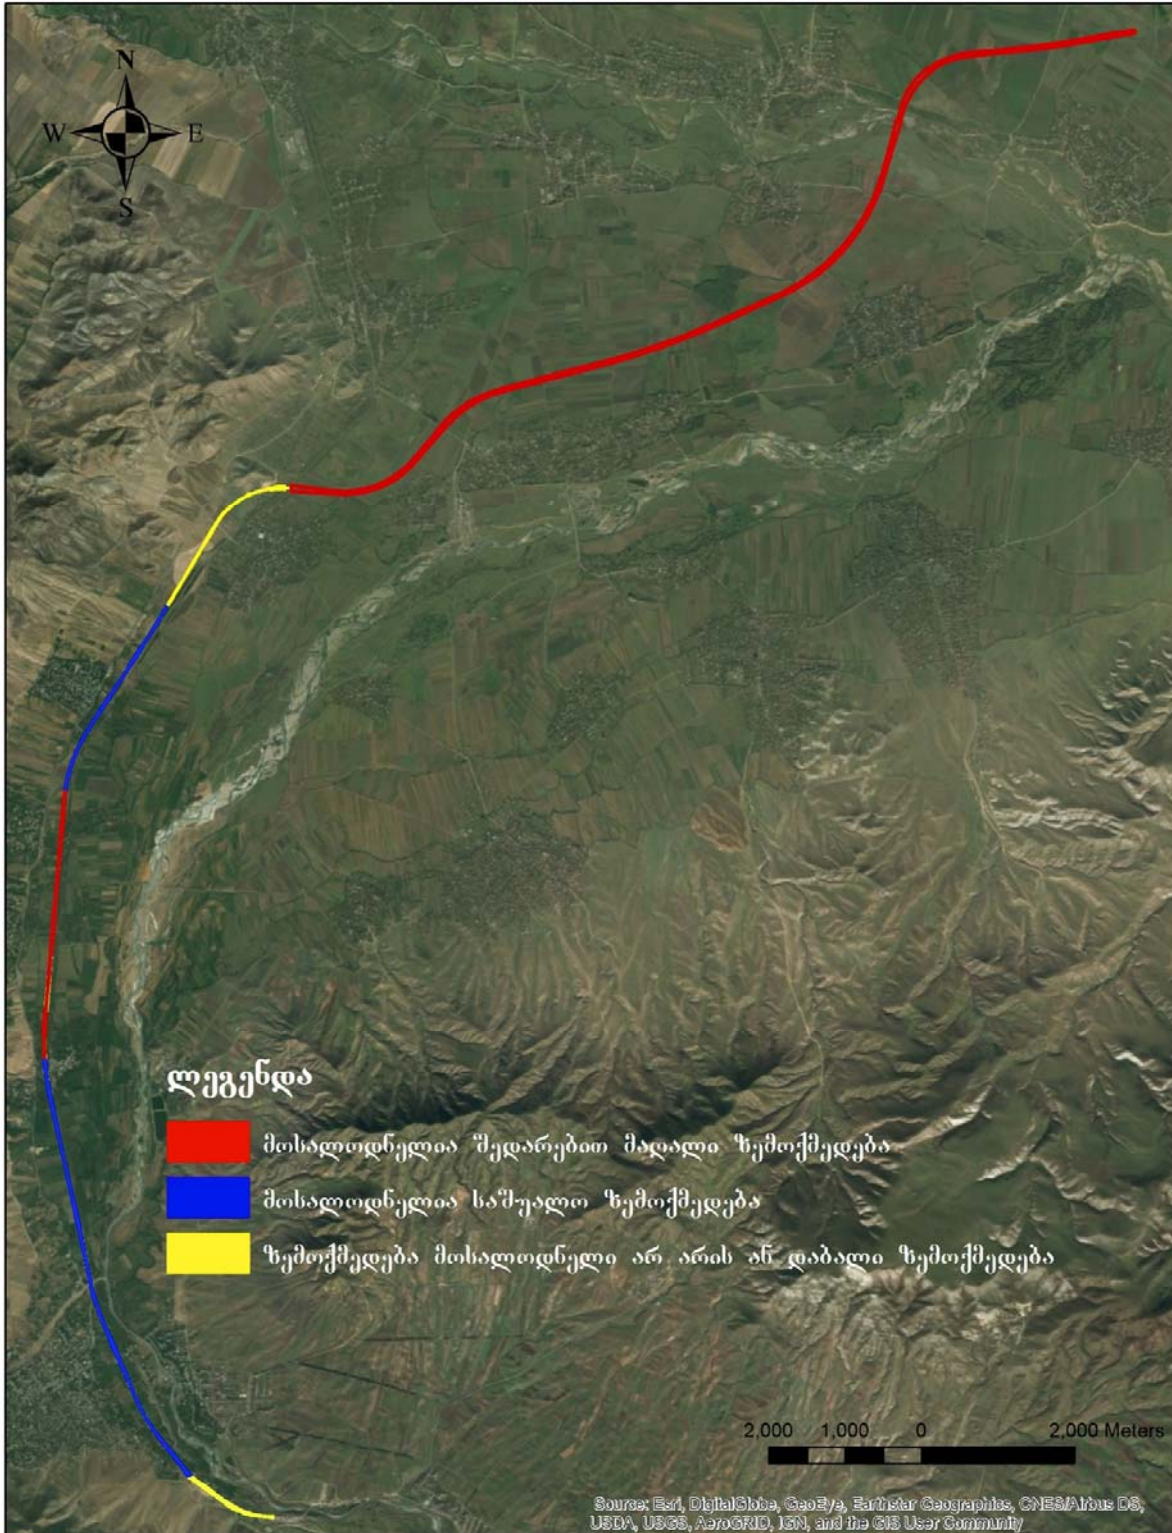 N
W E
S
ლეგენდა
მოსალოდნელია შედარებით მაღალი ზემოქმედება
მოსალოდნელია საშუალო ზემოქმედება
ზემოქმედება მოსალოდნელი არ არის ან დაბალი ზემოქმედება
2,000 1,000 0 2,000 Meters
Source: Esri, DigitalGlobe, GeoEye, Earthstar Geographics, CNES/Airbus DS,
USDA, USGS, AeroGRID, IGN, and the GIS User Community